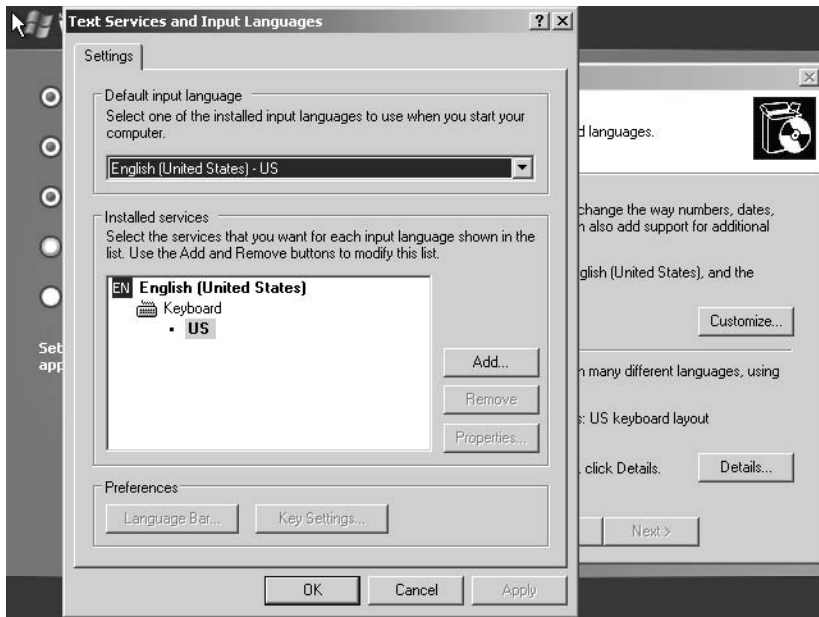 Text Services and Input Languages
Settings
Default input language
Select one of the installed input languages to use when you start your
computer.
English (United States) - US
Installed services
Select the services that you want for each input language shown in the
list. Use the Add and Remove buttons to modify this list.
EN English (United States)
Keyboard
• US
Add...
Remove
Properties...
Preferences
Language Bar...
Key Settings...
OK
Cancel
Apply
Set
app
d languages.
change the way numbers, dates,
also add support for additional
glish (United States), and the
Customize...
many different languages, using
: US keyboard layout
, click Details.
Details...
Next >